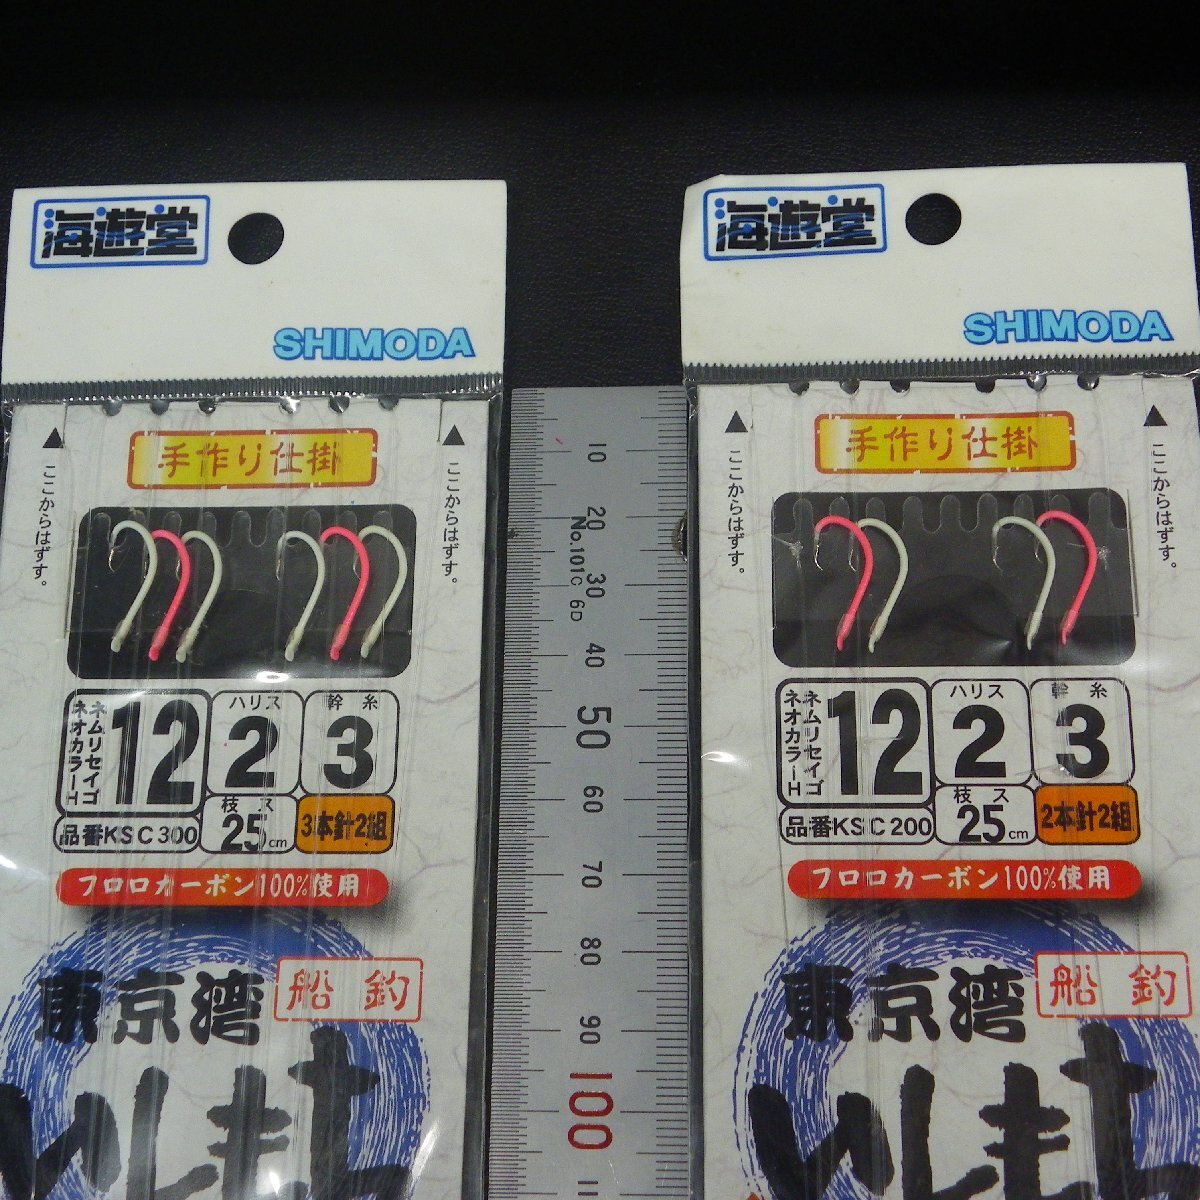 海遊堂
SHIMODA
手作り仕掛
▲ここからはずす。
▲ここからはずす。
ネムリセイゴ
ネオカラーH
12
ハリス
2
幹糸
3
品番KSC300
枝ス
25cm
3本針2組
フロロカーボン100%使用
東京湾
船釣
いしもち
10
20
30
40
50
60
70
80
90
100
No.101C 6D
海遊堂
SHIMODA
手作り仕掛
▲ここからはずす。
▲ここからはずす。
ネムリセイゴ
ネオカラーH
12
ハリス
2
幹糸
3
品番KSC200
枝ス
25cm
2本針2組
フロロカーボン100%使用
東京湾
船釣
いしもち